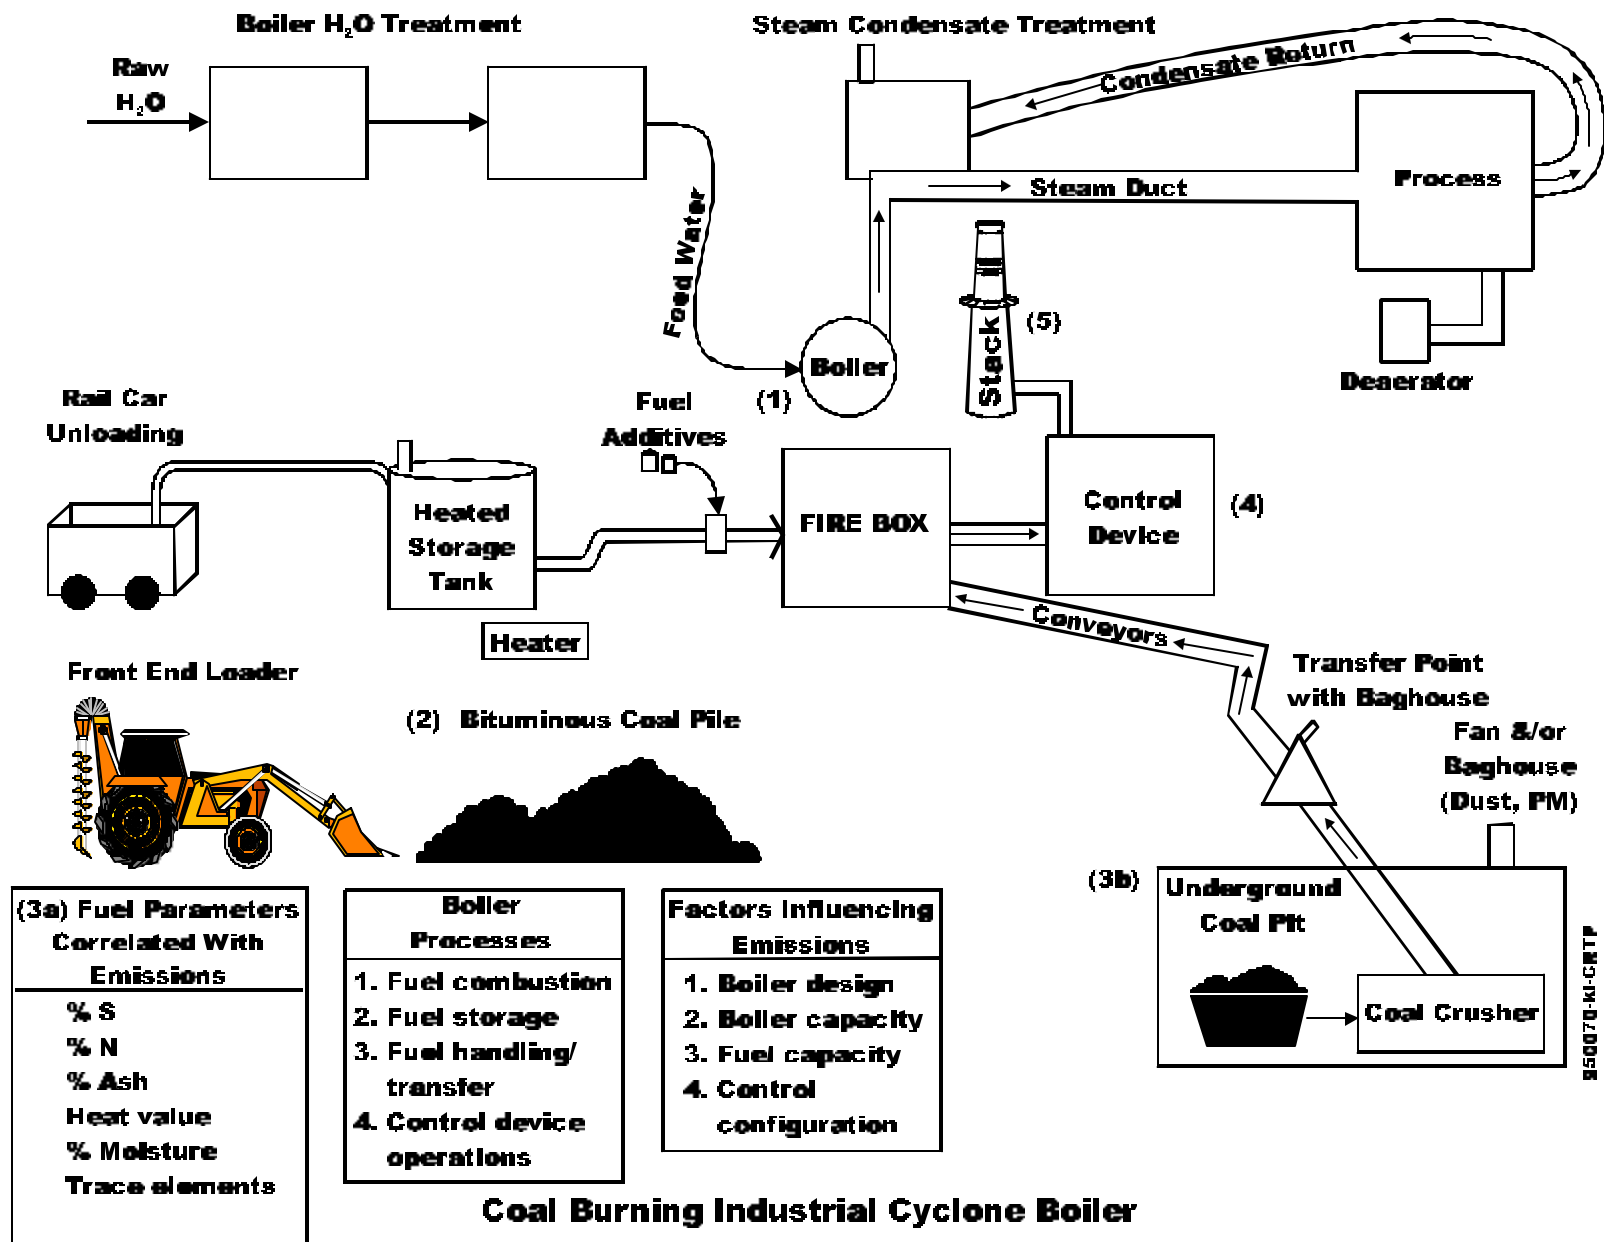 Boiler H₂O Treatment
Steam Condensate Treatment
Raw
H₂O
Condensate Return
Process
Steam Duct
Feed Water
(5)
Stack
Boiler
(1)
Deaerator
Rail Car
Unloading
Fuel
Additives
Heated
Storage
Tank
FIRE BOX
Control
Device
(4)
Heater
Conveyors
Transfer Point
with Baghouse
Front End Loader
(2) Bituminous Coal Pile
Fan &/or
Baghouse
(Dust, PM)
(3b)
Underground
Coal Pit
Coal Crusher
(3a) Fuel Parameters
Correlated With
Emissions
% S
% N
% Ash
Heat value
% Moisture
Trace elements
Boiler
Processes
1. Fuel combustion
2. Fuel storage
3. Fuel handling/
transfer
4. Control device
operations
Factors Influencing
Emissions
1. Boiler design
2. Boiler capacity
3. Fuel capacity
4. Control
configuration
Coal Burning Industrial Cyclone Boiler